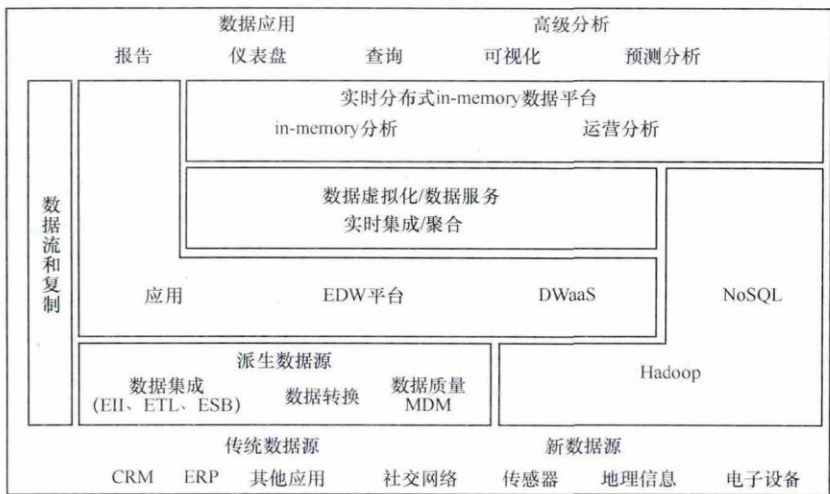 数据应用 高级分析
报告 仪表盘 查询 可视化 预测分析
实时分布式in-memory数据平台
in-memory分析 运营分析
数据虚拟化/数据服务
实时集成/聚合
数据流和复制
应用 EDW平台 DWaaS NoSQL
派生数据源
Hadoop
数据集成 数据转换 数据质量
(EII、ETL、ESB) MDM
传统数据源 新数据源
CRM ERP 其他应用 社交网络 传感器 地理信息 电子设备